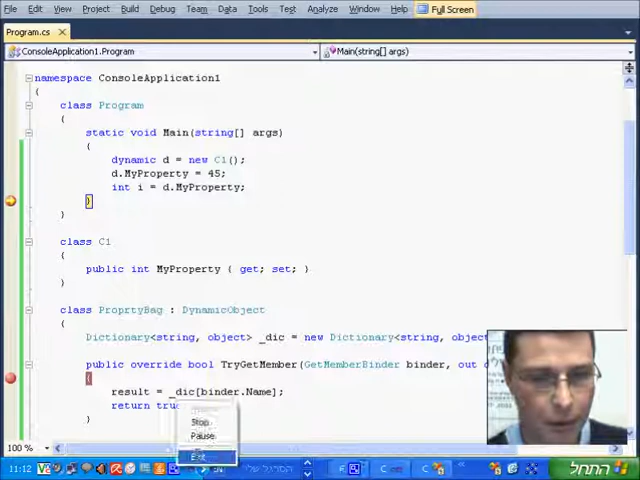 File Edit View Project Build Debug Team Data Tools Test Analyze Window Help Full Screen
Program.cs
ConsoleApplication1.Program Main(string[] args)
namespace ConsoleApplication1
{
class Program
{
static void Main(string[] args)
{
dynamic d = new C1();
d.MyProperty = 45;
int i = d.MyProperty;
}
}
class C1
{
public int MyProperty { get; set; }
}
class ProprtyBag : DynamicObject
{
Dictionary<string, object> _dic = new Dictionary<string, objec
public override bool TryGetMember(GetMemberBinder binder, out
{
result = _dic[binder.Name];
return true
}
Stop
Pause
Exit
100 %
11:12 EN התחל